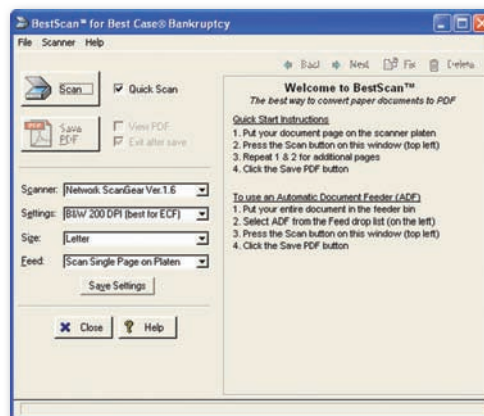 BestScan™ for Best Case® Bankruptcy
File Scanner Help
Back Next Fix Delete
Scan
Quick Scan
Save PDF
View PDF
Exit after save
Scanner: Network ScanGear Ver.1.6
Settings: B&W 200 DPI (best for ECF)
Size: Letter
Feed: Scan Single Page on Platen
Save Settings
Close Help
Welcome to BestScan™
The best way to convert paper documents to PDF
Quick Start Instructions
1. Put your document page on the scanner platen
2. Press the Scan button on this window (top left)
3. Repeat 1 & 2 for additional pages
4. Click the Save PDF button
To use an Automatic Document Feeder (ADF)
1. Put your entire document in the feeder bin
2. Select ADF from the Feed drop list (on the left)
3. Press the Scan button on this window (top left)
4. Click the Save PDF button